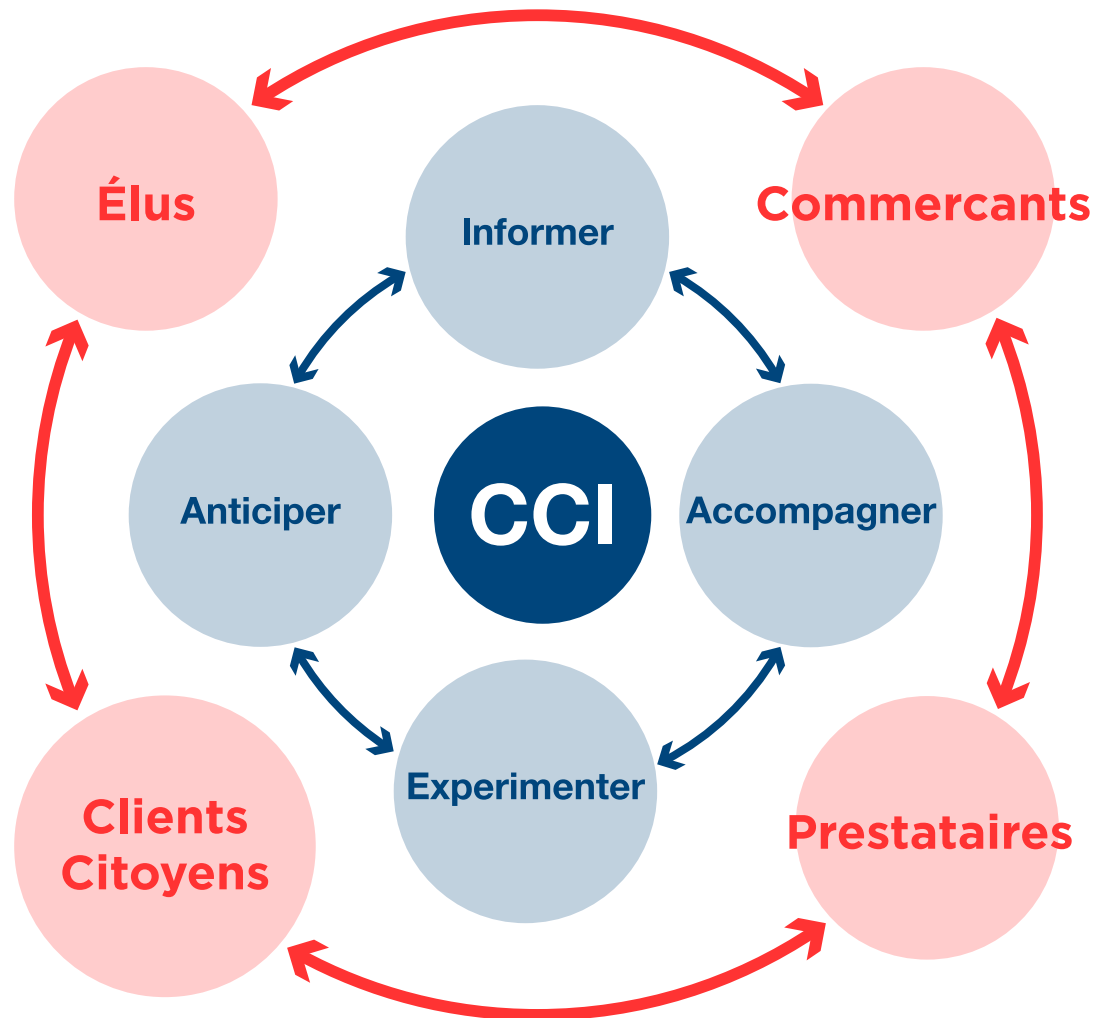 Élus
Commercants
Informer
Anticiper
CCI
Accompagner
Experimenter
Clients
Citoyens
Prestataires